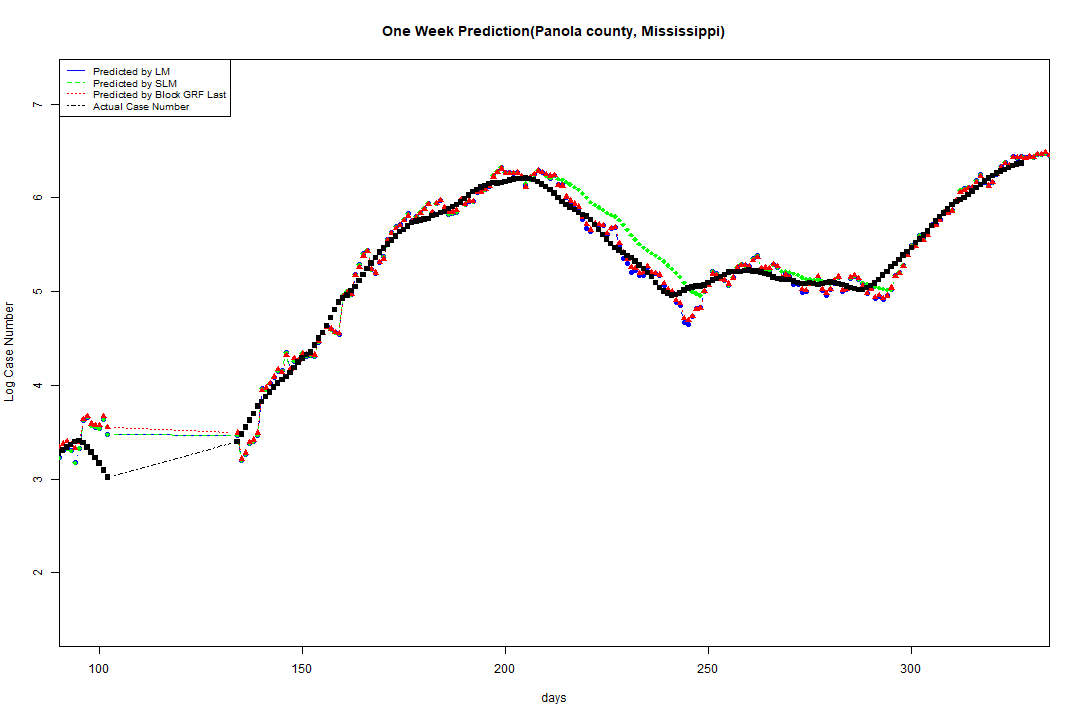 One Week Prediction(Panola county, Mississippi)
Predicted by LM
Predicted by SLM
Predicted by Block GRF Last
Actual Case Number
Log Case Number
7
6
5
4
3
2
100 150 200 250 300
days